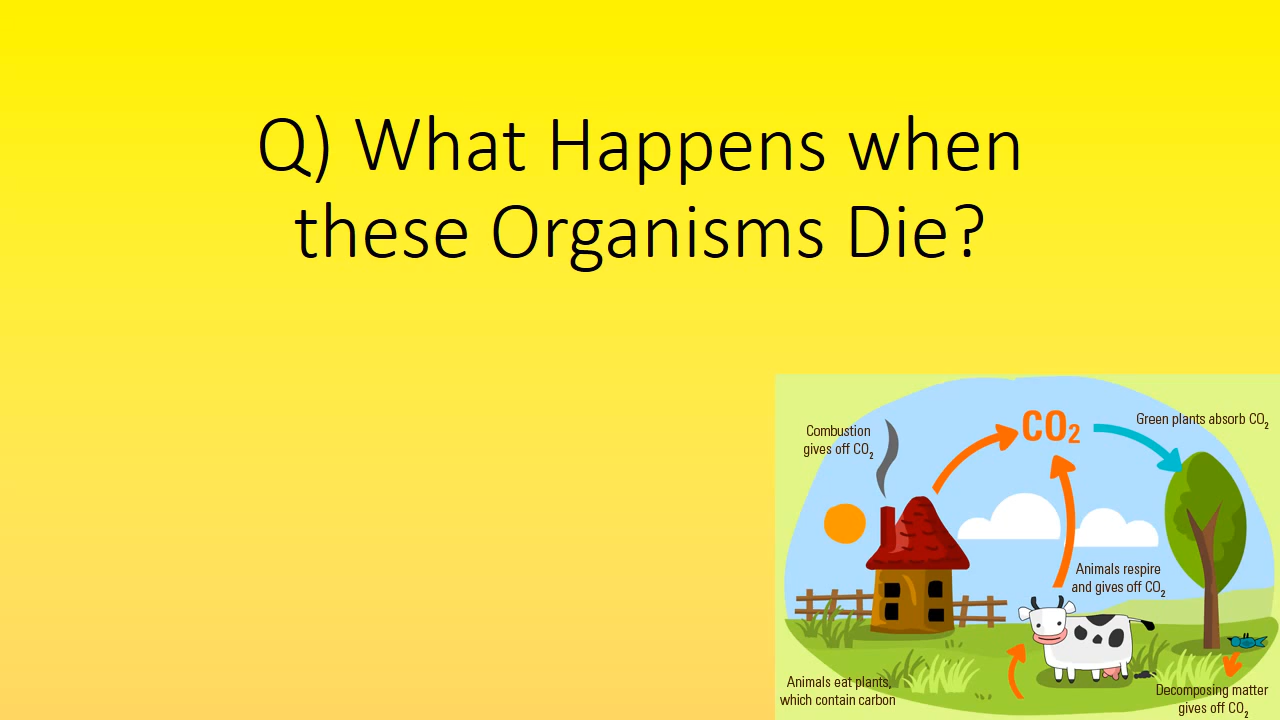 Q) What Happens when
these Organisms Die?
Combustion
gives off CO₂
CO₂
Green plants absorb CO₂
Animals respire
and gives off CO₂
Animals eat plants,
which contain carbon
Decomposing matter
gives off CO₂